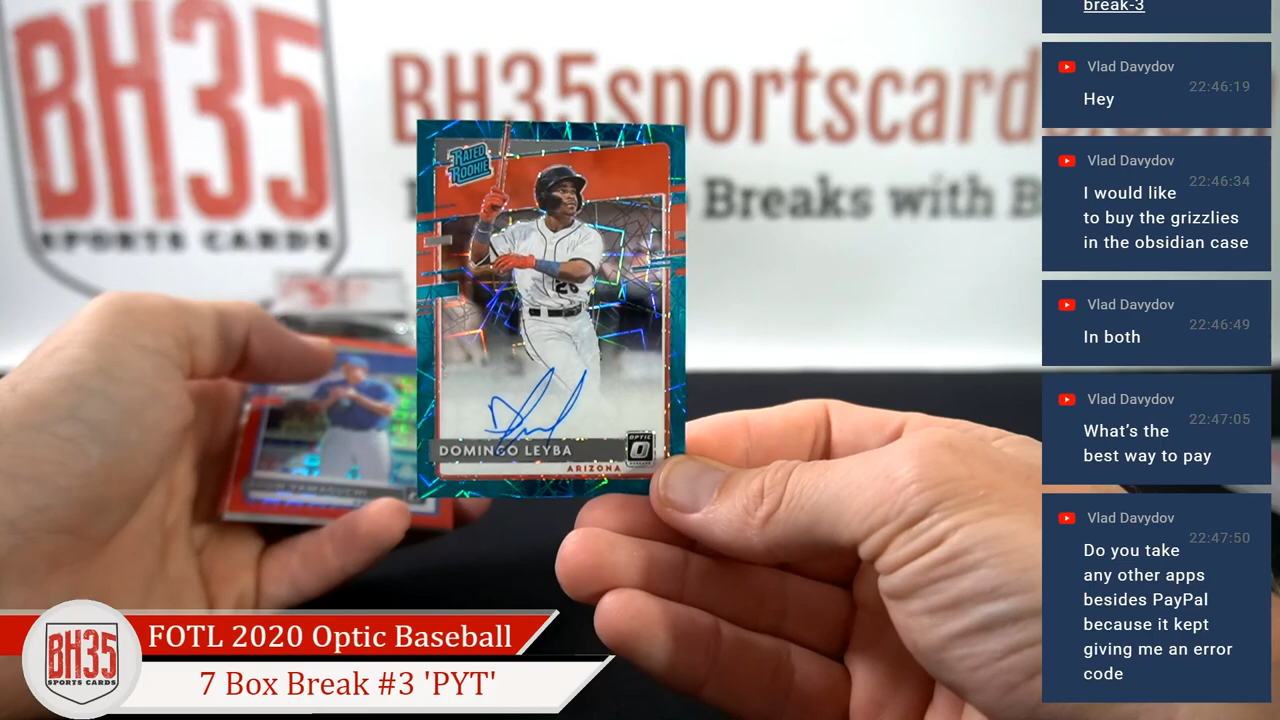 BH35
SPORTS CARDS
BH35sportscards
Breaks with B
RATED
ROOKIE
26
DOMINGO LEYBA
OPTIC
ARIZONA
YAMAGUCHI
BH35
SPORTS CARDS
FOTL 2020 Optic Baseball
7 Box Break #3 'PYT'
break-3
Vlad Davydov
22:46:19
Hey
Vlad Davydov
22:46:34
I would like
to buy the grizzlies
in the obsidian case
Vlad Davydov
22:46:49
In both
Vlad Davydov
22:47:05
What's the
best way to pay
Vlad Davydov
22:47:50
Do you take
any other apps
besides PayPal
because it kept
giving me an error
code